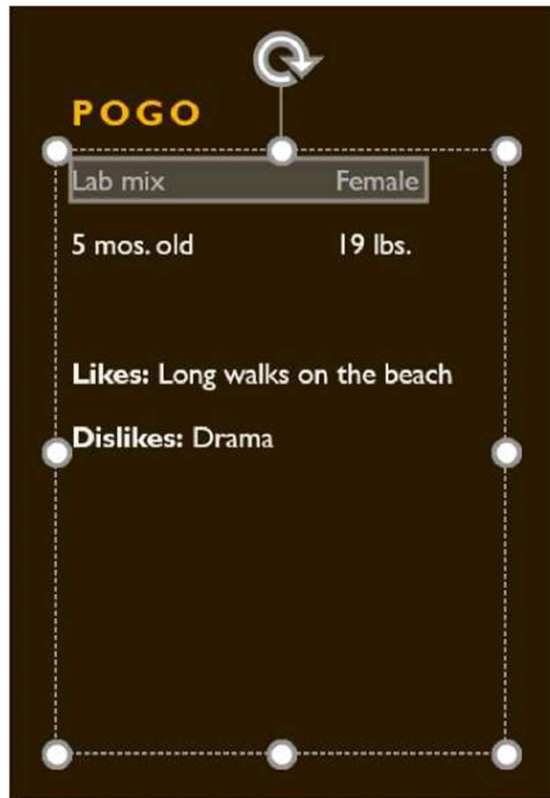 POGO
Lab mix Female
5 mos. old 19 lbs.
Likes: Long walks on the beach
Dislikes: Drama